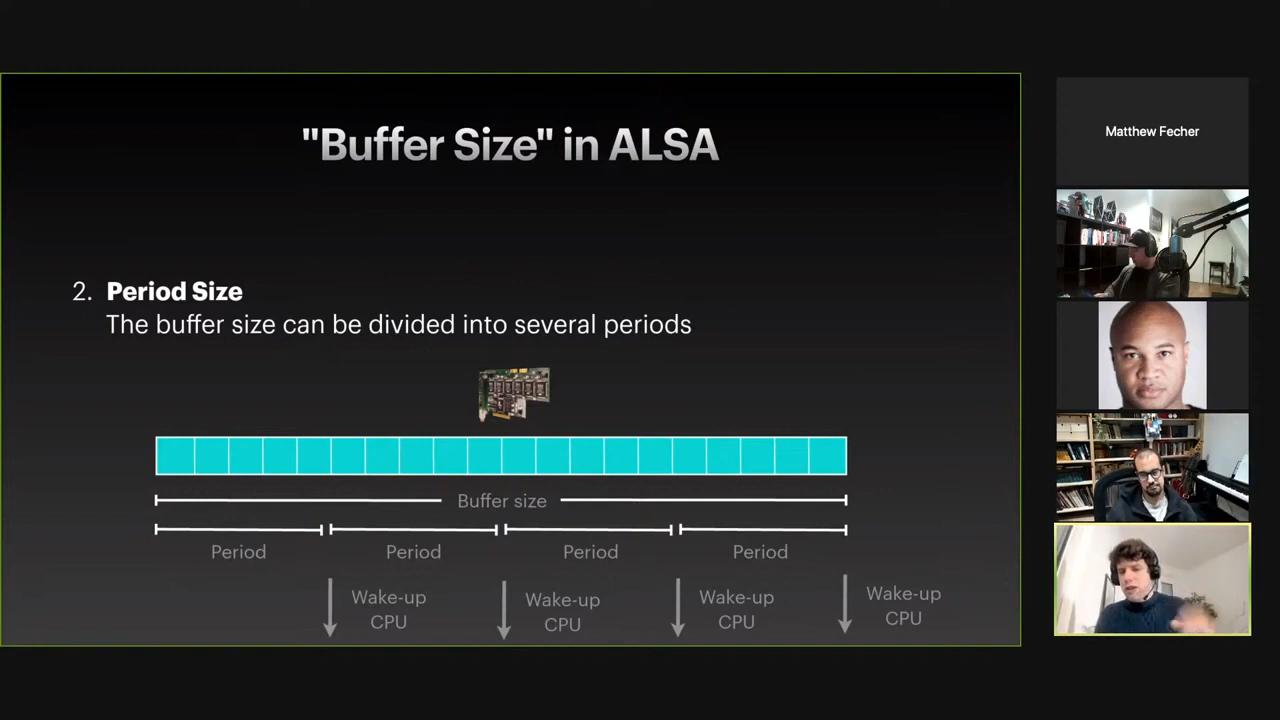 "Buffer Size" in ALSA
Matthew Fecher
2. Period Size
The buffer size can be divided into several periods
Buffer size
Period Period Period Period
Wake-up Wake-up Wake-up Wake-up
CPU CPU CPU CPU